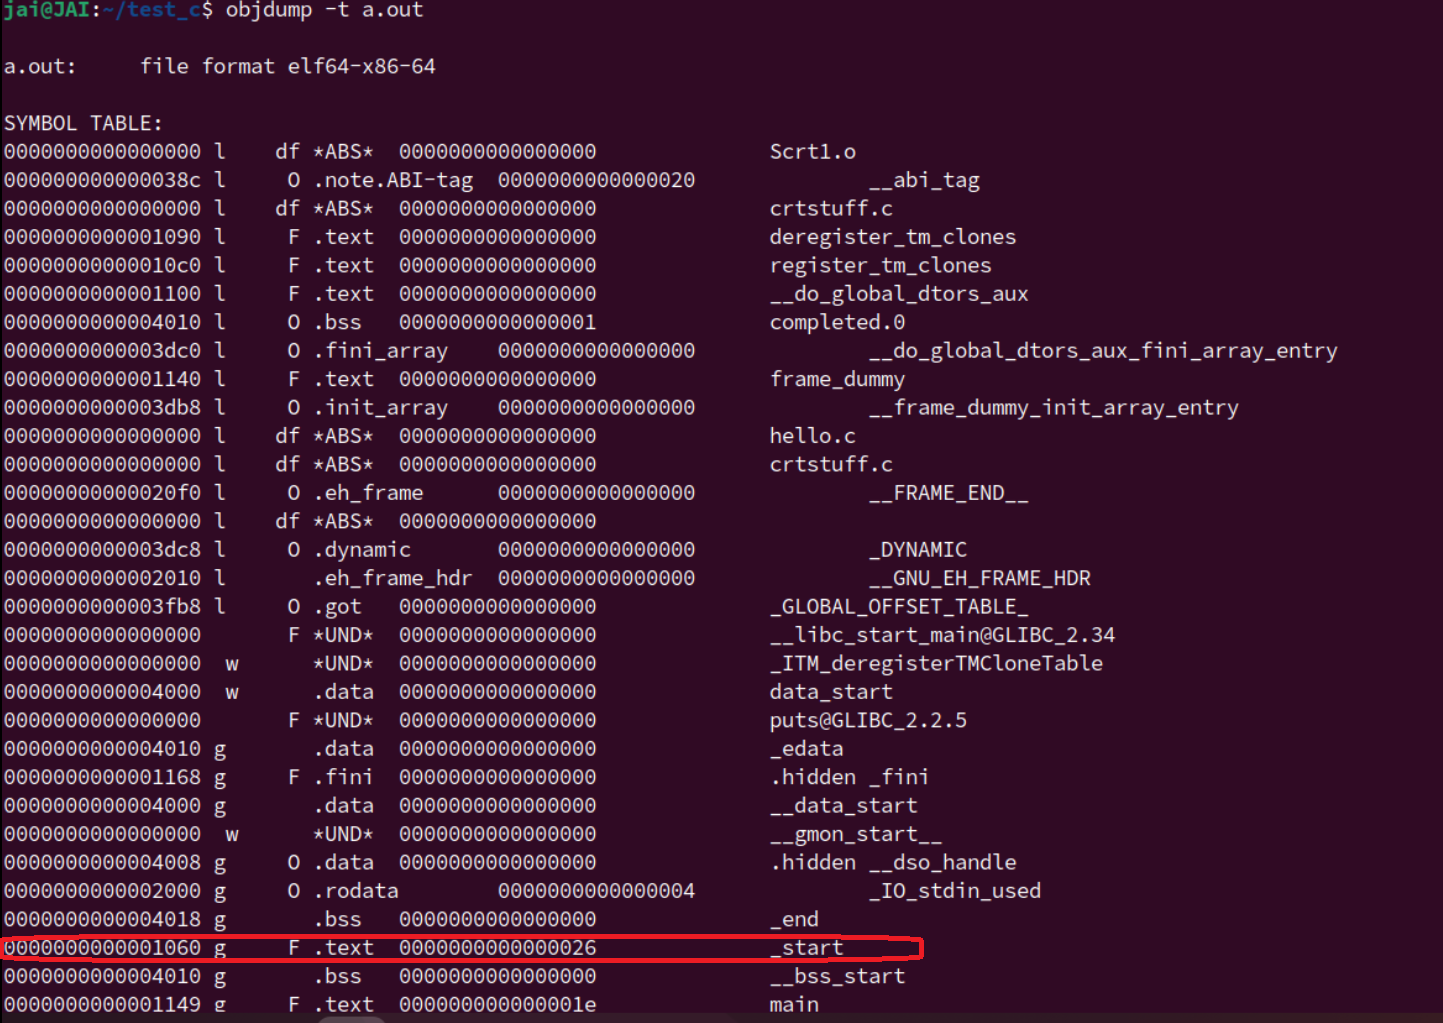 jai@JAI:~/test_c$ objdump -t a.out
a.out:     file format elf64-x86-64
SYMBOL TABLE:
0000000000000000 l    df *ABS*  0000000000000000              Scrt1.o
000000000000038c l     O .note.ABI-tag  0000000000000020              __abi_tag
0000000000000000 l    df *ABS*  0000000000000000              crtstuff.c
0000000000001090 l     F .text  0000000000000000              deregister_tm_clones
00000000000010c0 l     F .text  0000000000000000              register_tm_clones
0000000000001100 l     F .text  0000000000000000              __do_global_dtors_aux
0000000000004010 l     O .bss   0000000000000001              completed.0
0000000000003dc0 l     O .fini_array    0000000000000000              __do_global_dtors_aux_fini_array_entry
0000000000001140 l     F .text  0000000000000000              frame_dummy
0000000000003db8 l     O .init_array    0000000000000000              __frame_dummy_init_array_entry
0000000000000000 l    df *ABS*  0000000000000000              hello.c
0000000000000000 l    df *ABS*  0000000000000000              crtstuff.c
00000000000020f0 l     O .eh_frame      0000000000000000              __FRAME_END__
0000000000000000 l    df *ABS*  0000000000000000
0000000000003dc8 l     O .dynamic       0000000000000000              _DYNAMIC
0000000000002010 l       .eh_frame_hdr  0000000000000000              __GNU_EH_FRAME_HDR
0000000000003fb8 l     O .got   0000000000000000              _GLOBAL_OFFSET_TABLE_
0000000000000000       F *UND*  0000000000000000              __libc_start_main@GLIBC_2.34
0000000000000000  w      *UND*  0000000000000000              _ITM_deregisterTMCloneTable
0000000000004000  w      .data  0000000000000000              data_start
0000000000000000       F *UND*  0000000000000000              puts@GLIBC_2.2.5
0000000000004010 g       .data  0000000000000000              _edata
0000000000001168 g     F .fini  0000000000000000              .hidden _fini
0000000000004000 g       .data  0000000000000000              __data_start
0000000000000000  w      *UND*  0000000000000000              __gmon_start__
0000000000004008 g     O .data  0000000000000000              .hidden __dso_handle
0000000000002000 g     O .rodata        0000000000000004              _IO_stdin_used
0000000000004018 g       .bss   0000000000000000              _end
0000000000001060 g     F .text  0000000000000026              _start
0000000000004010 g       .bss   0000000000000000              __bss_start
0000000000001149 g     F .text  000000000000001e              main